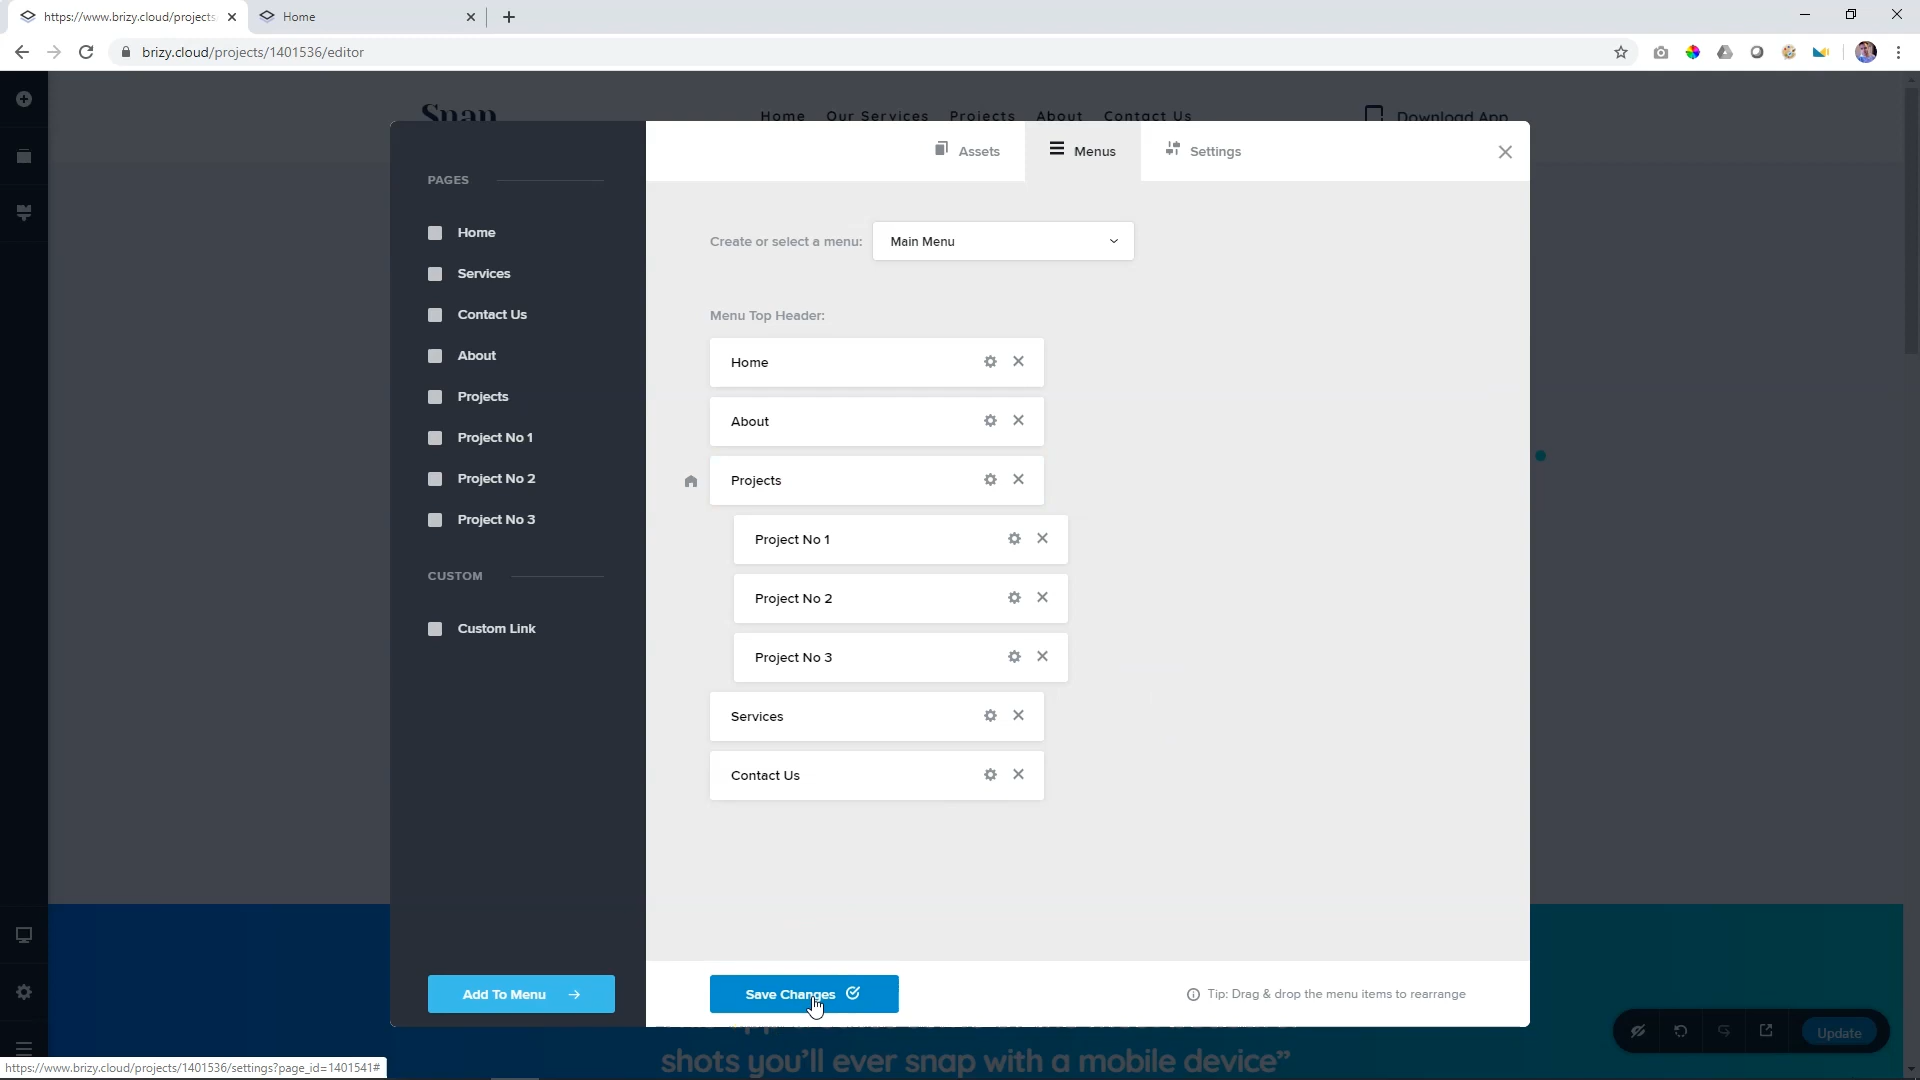 https://www.brizy.cloud/projects
Home
brizy.cloud/projects/1401536/editor
Snap
Home Our Services Projects About Contact Us
Download App
Assets
Menus
Settings
PAGES
Home
Services
Contact Us
About
Projects
Project No 1
Project No 2
Project No 3
CUSTOM
Custom Link
Add To Menu
Create or select a menu:
Main Menu
Menu Top Header:
Home
About
Projects
Project No 1
Project No 2
Project No 3
Services
Contact Us
Save Changes
Tip: Drag & drop the menu items to rearrange
shots you'll ever snap with a mobile device”
Update
https://www.brizy.cloud/projects/1401536/settings?page_id=1401541#